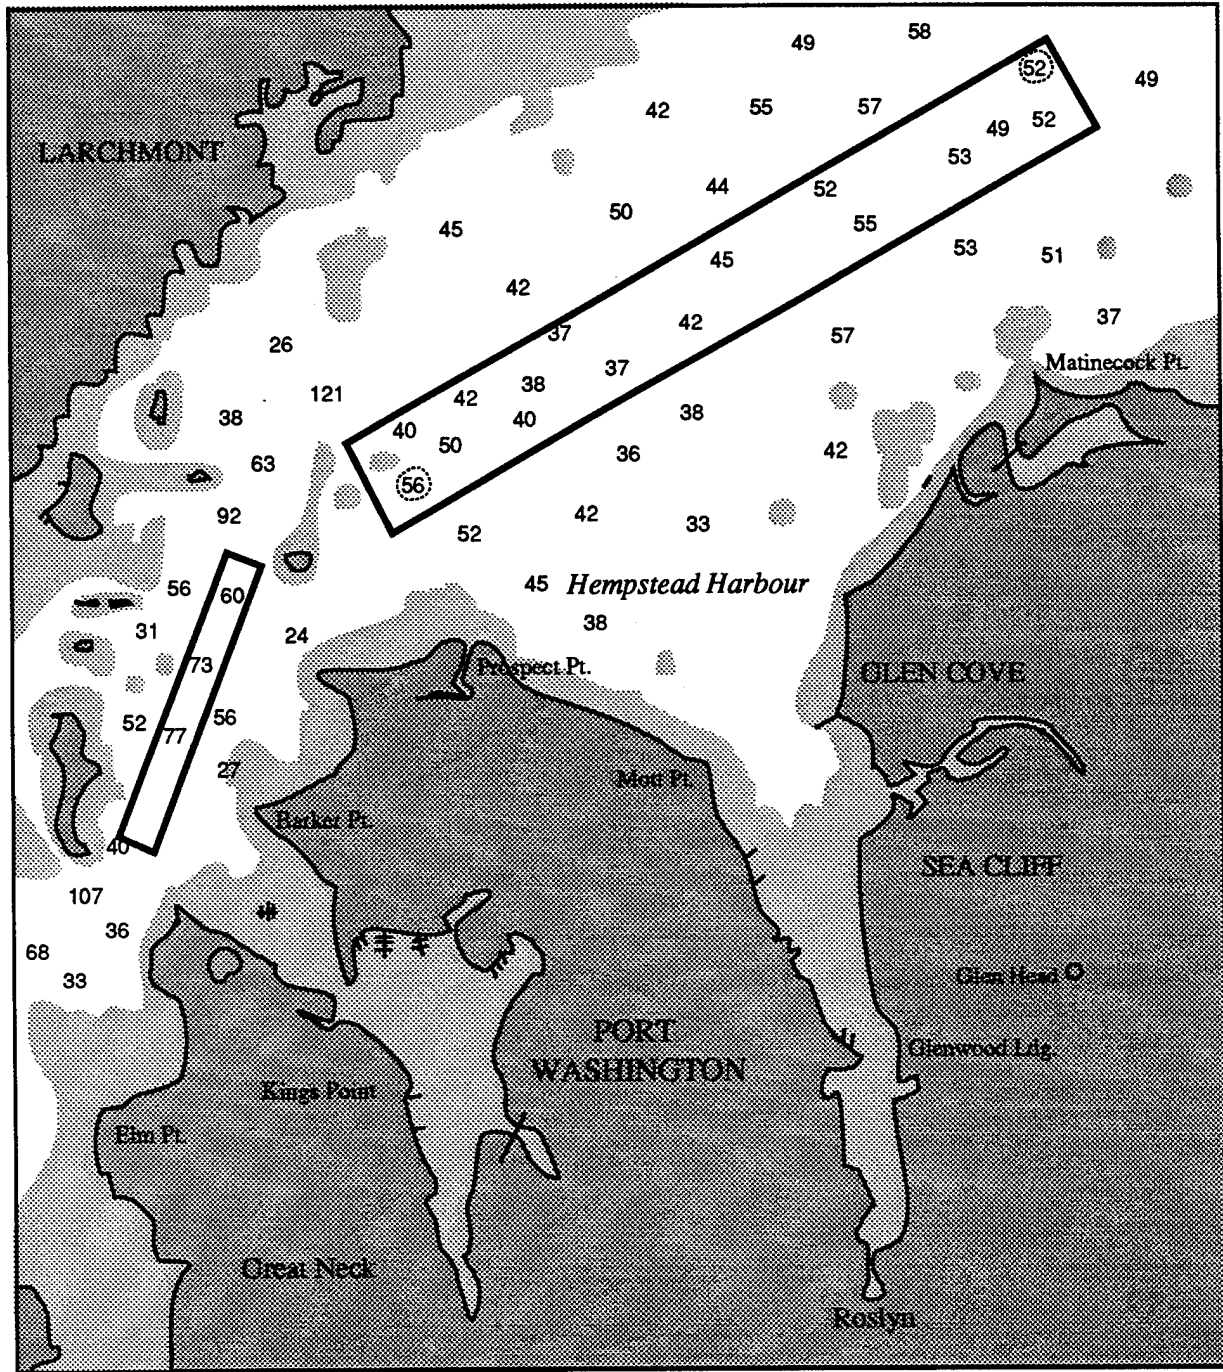 49 58
52 49
42 55 57
49 52
LARCHMONT
53
44 52
50
45 55
53 51
45
42
42 37
37 57
26
Matinecock Pt.
37
121 42 38
38 40 40 38
50 36 42
63
56
92 42 33
52
56 60 45 Hempstead Harbour
31 24 38
73 Prospect Pt. GLEN COVE
52 77 56
27 Mott Pt.
Barker Pt.
40
SEA CLIFF
107
36
68
33 Glen Head
PORT
WASHINGTON
Glenwood Ldg.
Kings Point
Elm Pt.
Great Neck
Roslyn